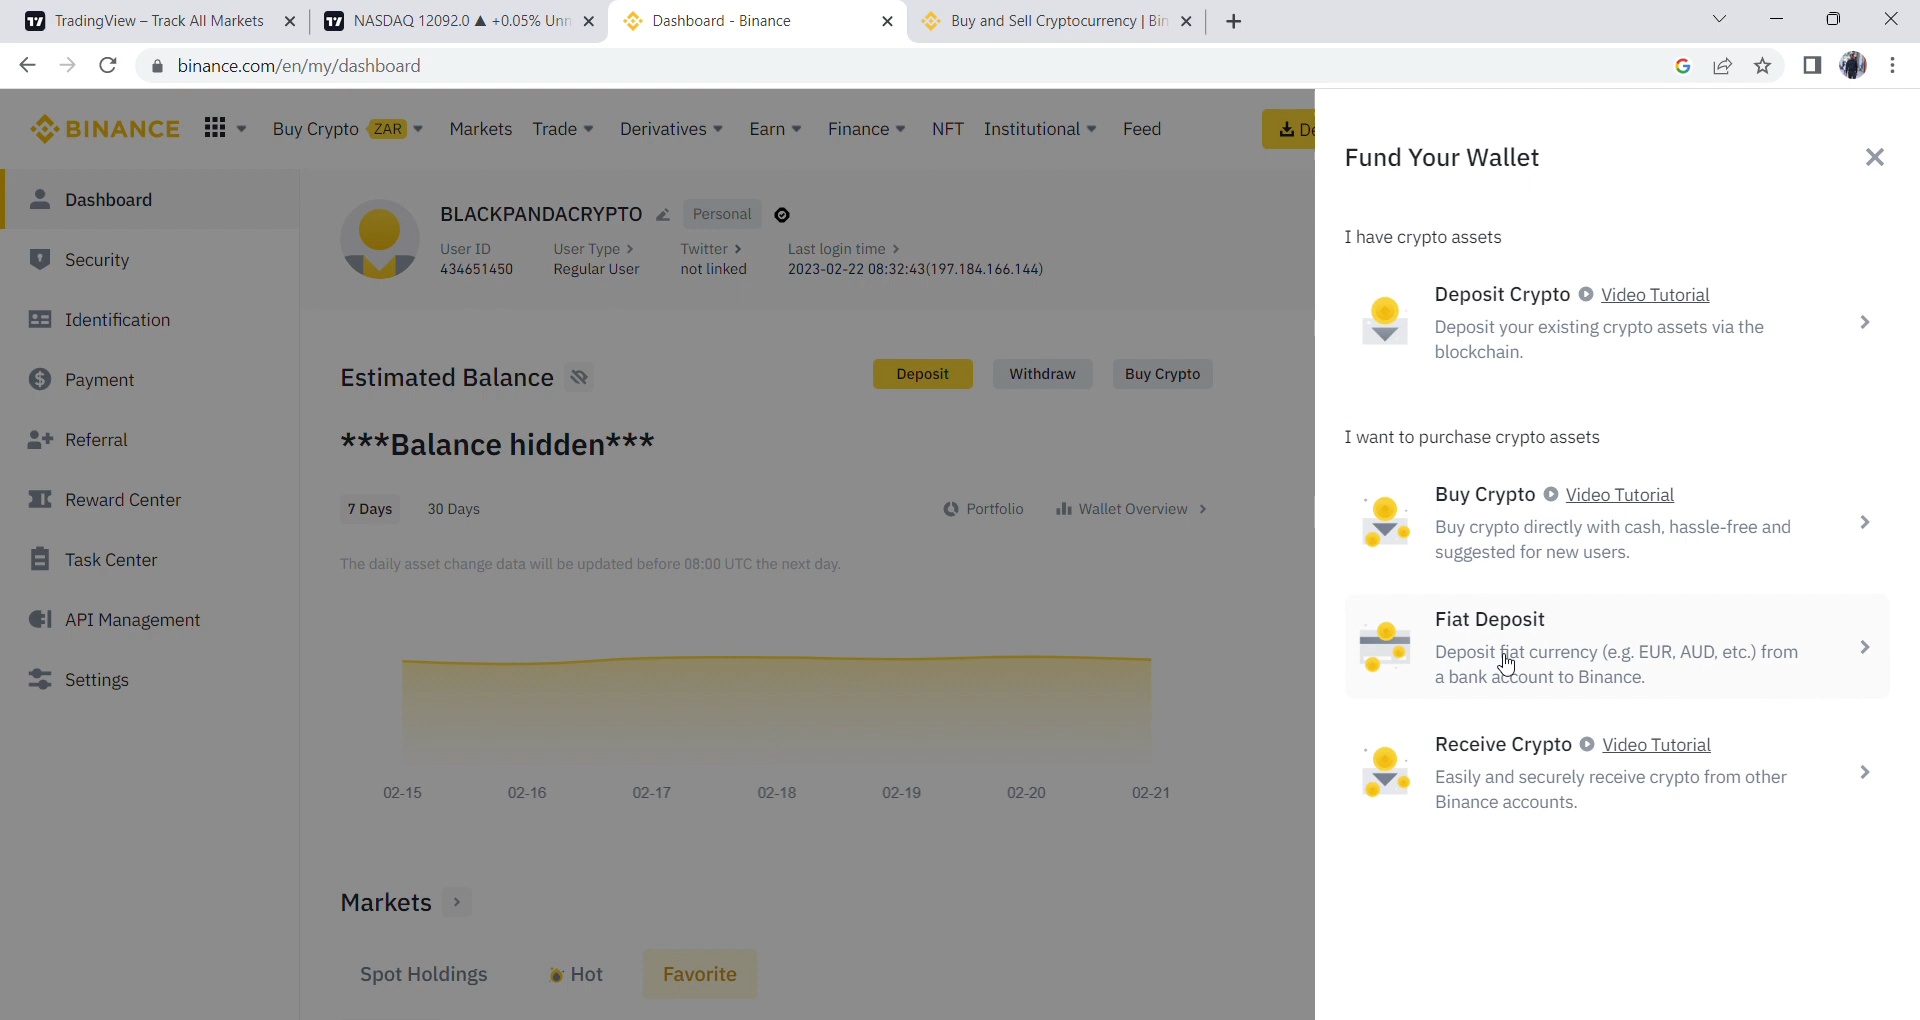 TradingView – Track All Markets
NASDAQ 12092.0 ▲ +0.05% Unn
Dashboard - Binance
Buy and Sell Cryptocurrency | Bin
binance.com/en/my/dashboard
BINANCE
Buy Crypto ZAR
Markets
Trade
Derivatives
Earn
Finance
NFT
Institutional
Feed
De
Dashboard
Security
Identification
Payment
Referral
Reward Center
Task Center
API Management
Settings
BLACKPANDACRYPTO
Personal
User ID
434651450
User Type >
Regular User
Twitter >
not linked
Last login time >
2023-02-22 08:32:43(197.184.166.144)
Estimated Balance
Deposit
Withdraw
Buy Crypto
***Balance hidden***
7 Days
30 Days
Portfolio
Wallet Overview >
The daily asset change data will be updated before 08:00 UTC the next day.
02-15
02-16
02-17
02-18
02-19
02-20
02-21
Markets >
Spot Holdings
Hot
Favorite
Fund Your Wallet
I have crypto assets
Deposit Crypto Video Tutorial
Deposit your existing crypto assets via the
blockchain.
I want to purchase crypto assets
Buy Crypto Video Tutorial
Buy crypto directly with cash, hassle-free and
suggested for new users.
Fiat Deposit
Deposit fiat currency (e.g. EUR, AUD, etc.) from
a bank account to Binance.
Receive Crypto Video Tutorial
Easily and securely receive crypto from other
Binance accounts.